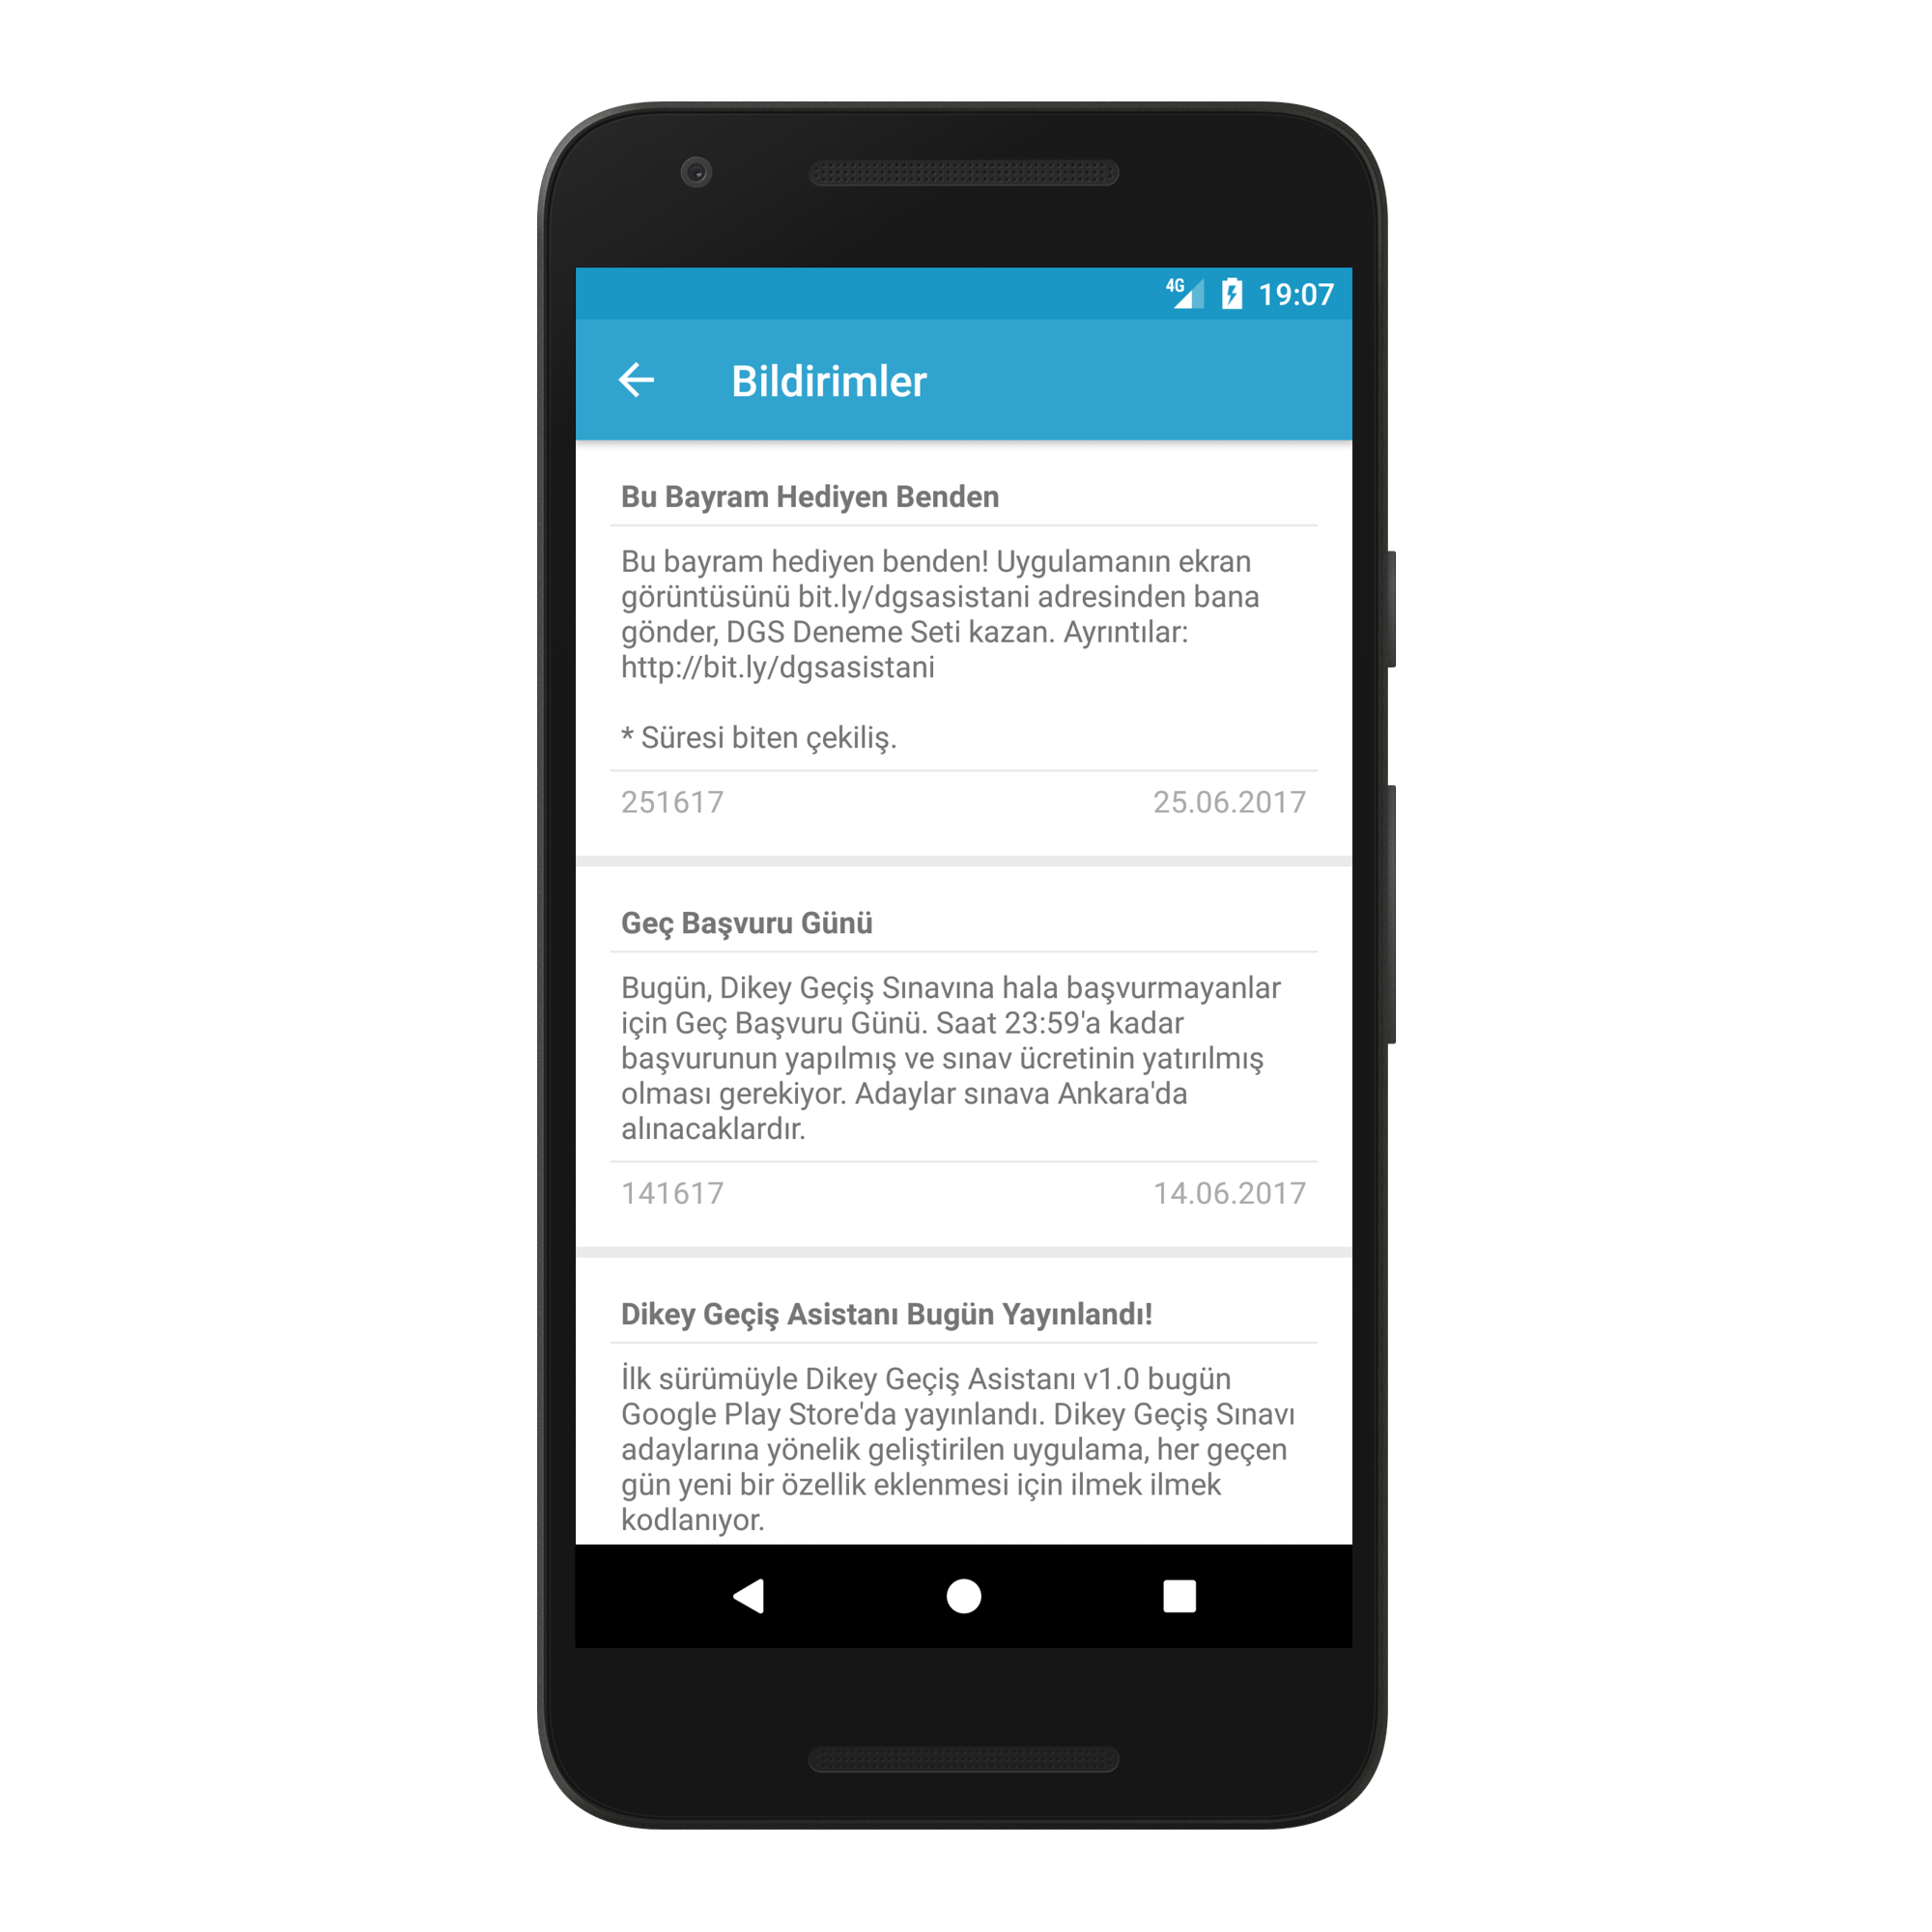 4G 19:07
Bildirimler
Bu Bayram Hediyen Benden
Bu bayram hediyen benden! Uygulamanın ekran
görüntüsünü bit.ly/dgsasistani adresinden bana
gönder, DGS Deneme Seti kazan. Ayrıntılar:
http://bit.ly/dgsasistani
* Süresi biten çekiliş.
251617 25.06.2017
Geç Başvuru Günü
Bugün, Dikey Geçiş Sınavına hala başvurmayanlar
için Geç Başvuru Günü. Saat 23:59'a kadar
başvurunun yapılmış ve sınav ücretinin yatırılmış
olması gerekiyor. Adaylar sınava Ankara'da
alınacaklardır.
141617 14.06.2017
Dikey Geçiş Asistanı Bugün Yayınlandı!
İlk sürümüyle Dikey Geçiş Asistanı v1.0 bugün
Google Play Store'da yayınlandı. Dikey Geçiş Sınavı
adaylarına yönelik geliştirilen uygulama, her geçen
gün yeni bir özellik eklenmesi için ilmek ilmek
kodlanıyor.